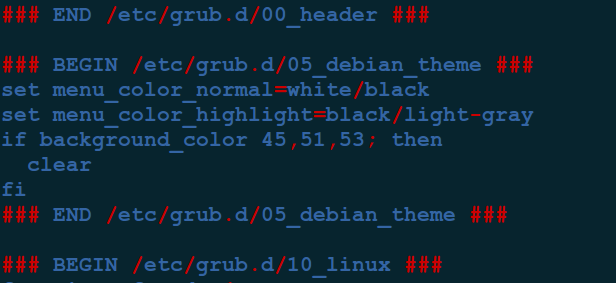 ### END /etc/grub.d/00_header ###
### BEGIN /etc/grub.d/05_debian_theme ###
set menu_color_normal=white/black
set menu_color_highlight=black/light-gray
if background_color 45,51,53; then
  clear
fi
### END /etc/grub.d/05_debian_theme ###
### BEGIN /etc/grub.d/10_linux ###